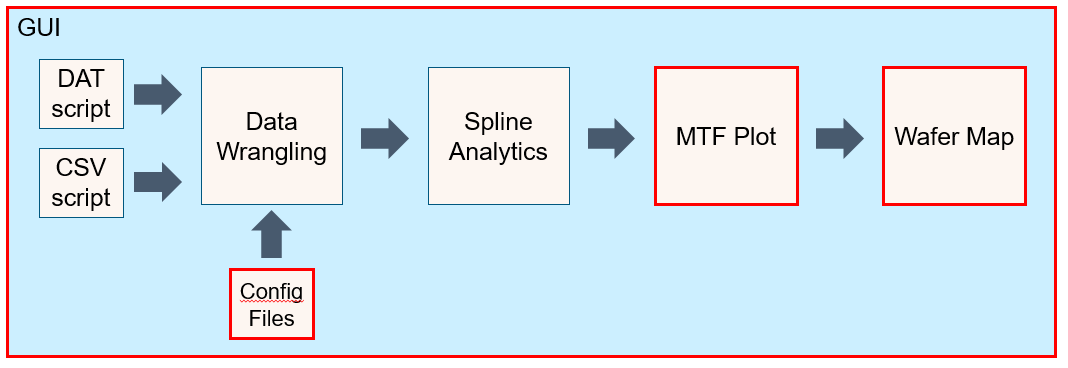 GUI
DAT
script
CSV
script
Data
Wrangling
Config
Files
Spline
Analytics
MTF Plot
Wafer Map